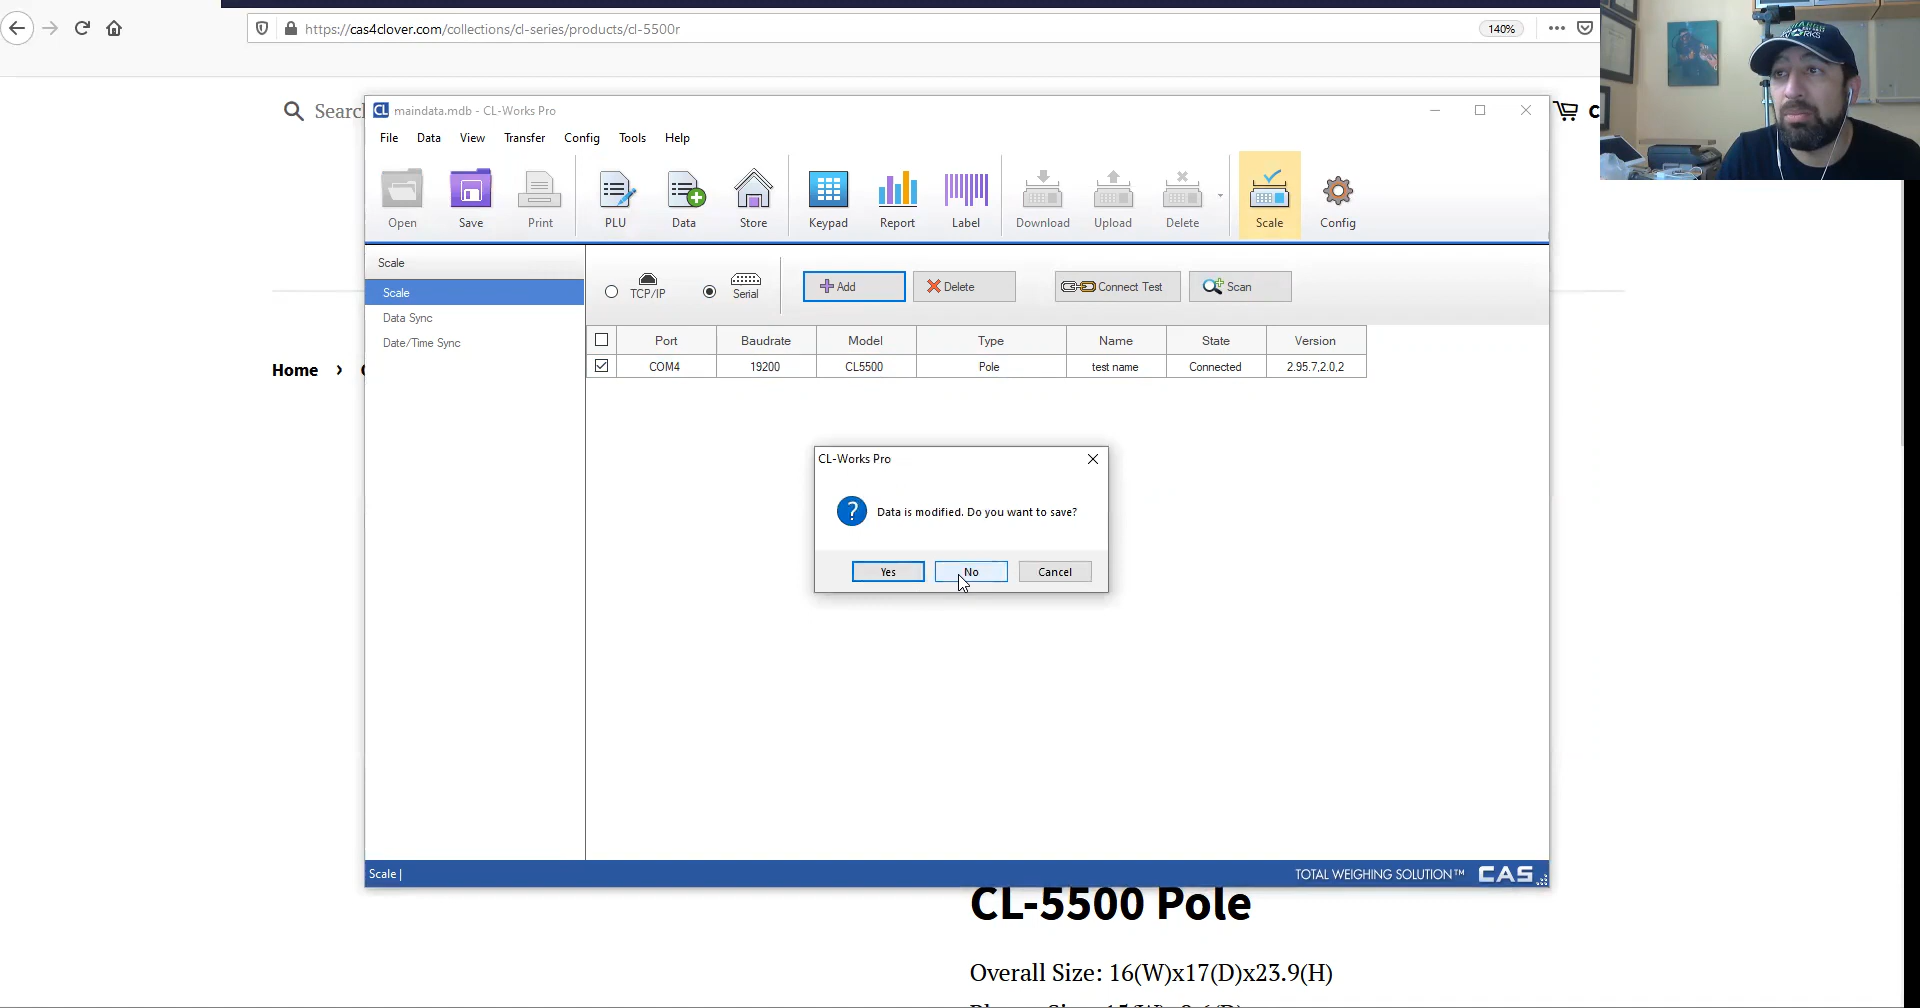 https://cas4clover.com/collections/cl-series/products/cl-5500r
140%
Search
maindata.mdb - CL-Works Pro
File Data View Transfer Config Tools Help
Open Save Print PLU Data Store Keypad Report Label Download Upload Delete Scale Config
Scale
Scale
Data Sync
Date/Time Sync
TCP/IP Serial Add Delete Connect Test Scan
Port Baudrate Model Type Name State Version
COM4 19200 CL5500 Pole test name Connected 2.95.7,2.0,2
Home ›
CL-Works Pro
Data is modified. Do you want to save?
Yes No Cancel
Scale |
TOTAL WEIGHING SOLUTION™ CAS
CL-5500 Pole
Overall Size: 16(W)x17(D)x23.9(H)